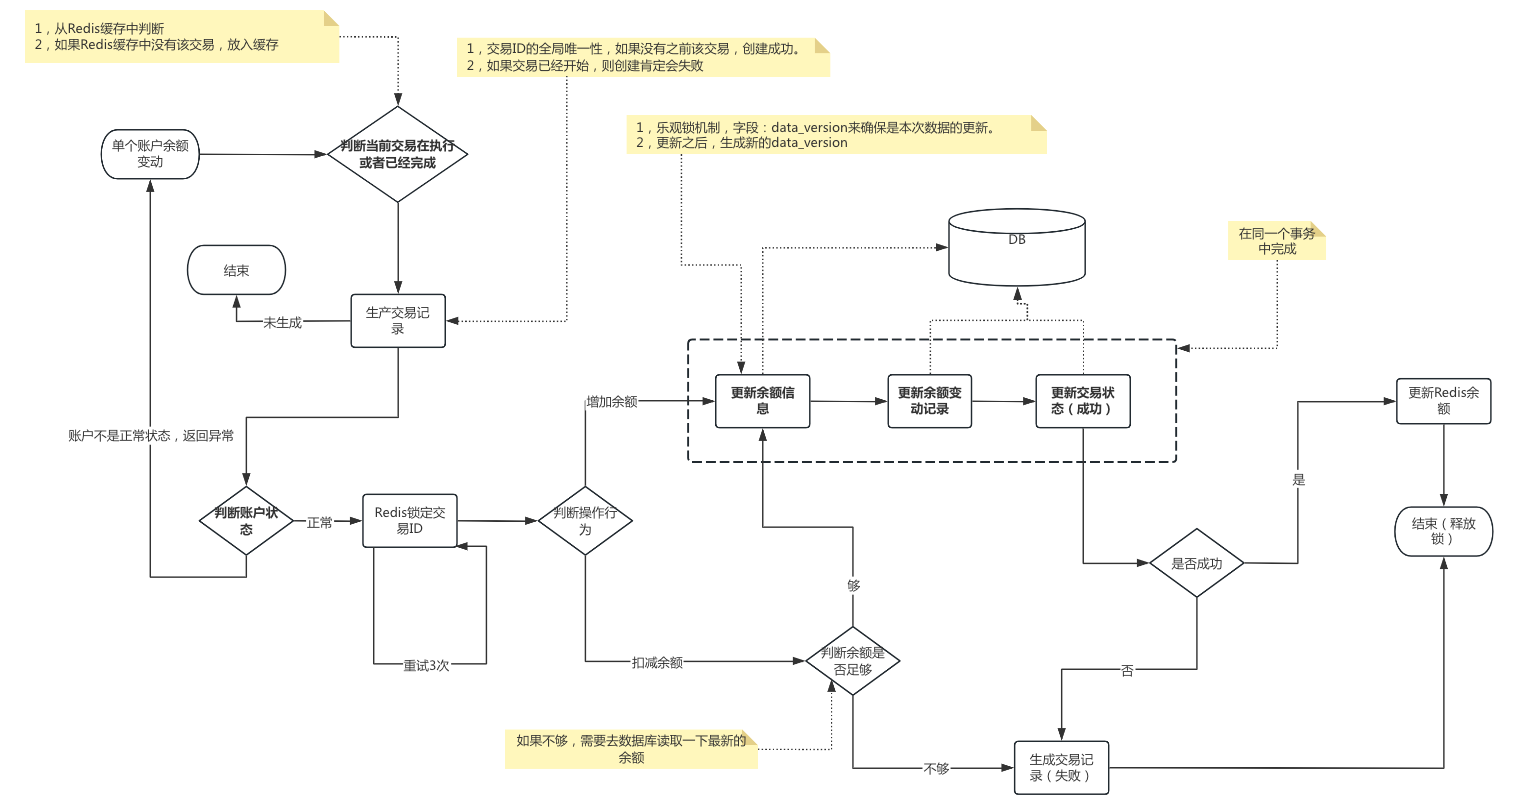 1，从Redis缓存中判断
2，如果Redis缓存中没有该交易，放入缓存
1，交易ID的全局唯一性，如果没有之前该交易，创建成功。
2，如果交易已经开始，则创建肯定会失败
1，乐观锁机制，字段：data_version来确保是本次数据的更新。
2，更新之后，生成新的data_version
单个账户余额
变动
判断当前交易在执行
或者已经完成
在同一个事务
中完成
DB
结束
生产交易记
录
未生成
更新余额信
息
更新余额变
动记录
更新交易状
态（成功）
更新Redis余
额
增加余额
账户不是正常状态，返回异常
是
判断账户状
态
正常
Redis锁定交
易ID
判断操作行
为
结束（释放
锁）
是否成功
够
重试3次
扣减余额
判断余额是
否足够
否
如果不够，需要去数据库读取一下最新的
余额
不够
生成交易记
录（失败）